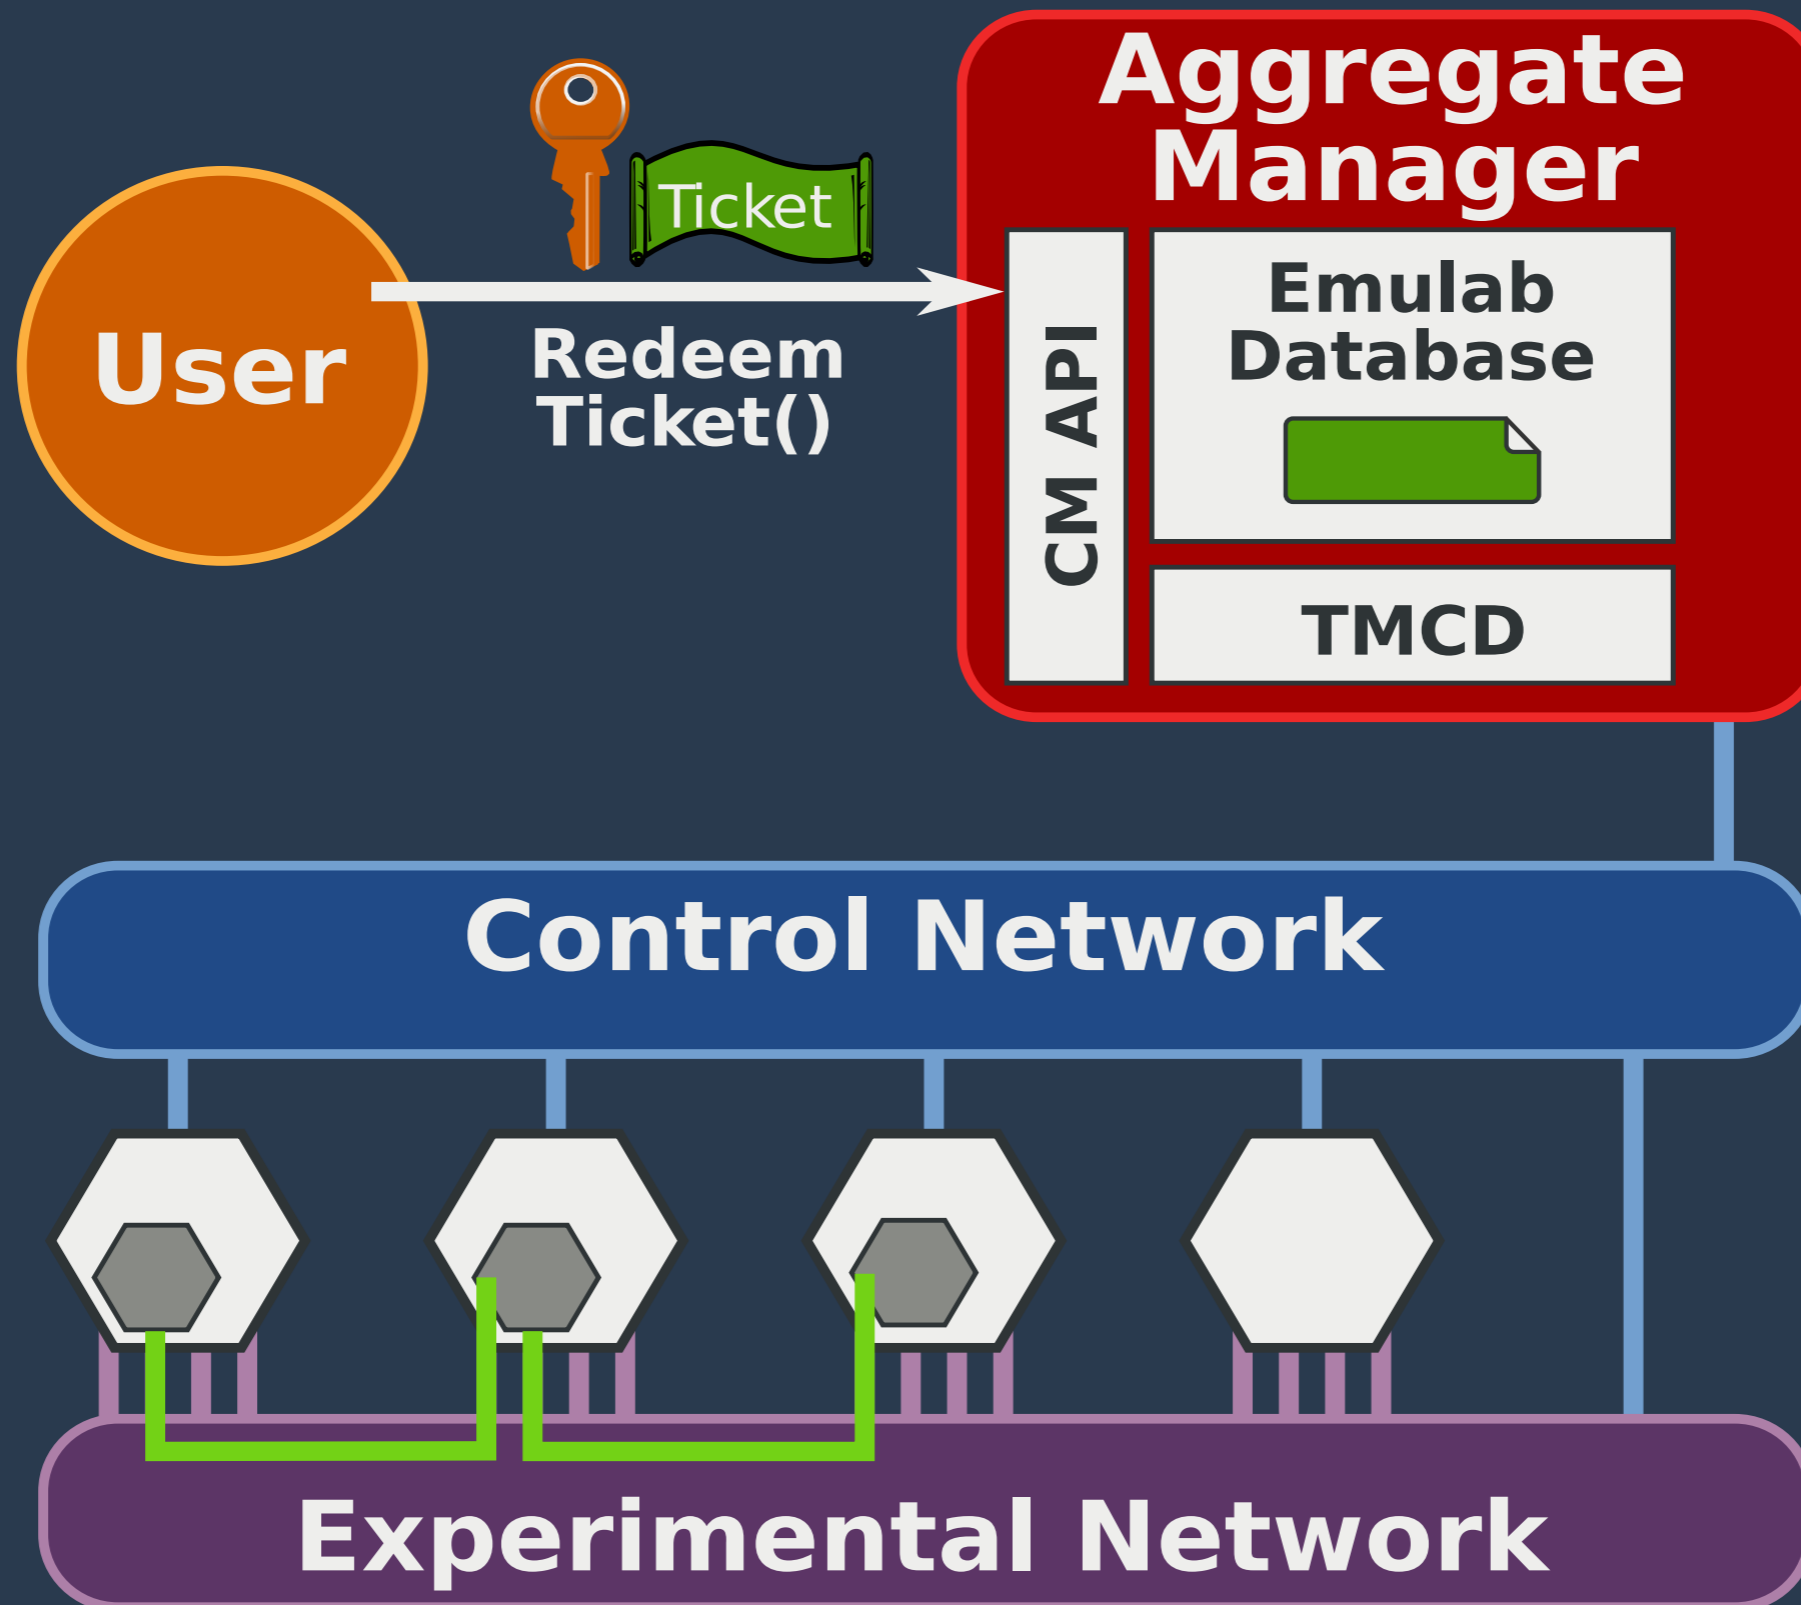 Aggregate
Manager
Ticket
User
Redeem
Ticket()
CM API
Emulab
Database
TMCD
Control Network
Experimental Network